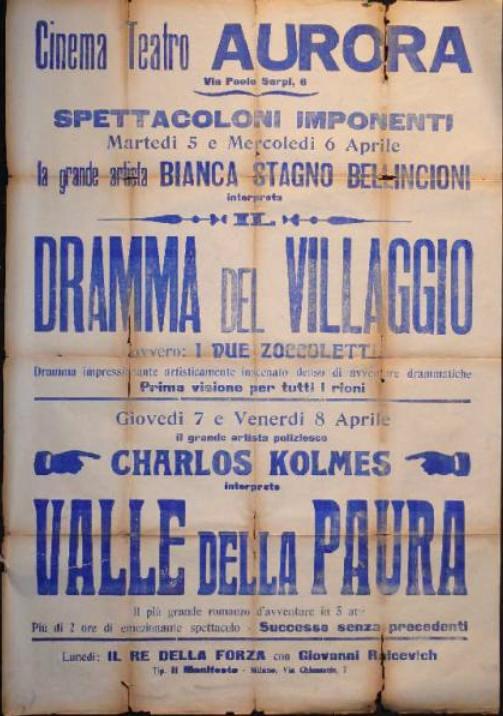 Cinema Teatro AURORA
Via Paolo Sarpi, 6
SPETTACOLONI IMPONENTI
Martedì 5 e Mercoledì 6 Aprile
la grande artista BIANCA STAGNO BELLINCIONI
interpreta
IL
DRAMMA DEL VILLAGGIO
ovvero: I DUE ZOCCOLETTI
Dramma impressionante artisticamente inscenato denso di avventure drammatiche
Prima visione per tutti i rioni
Giovedì 7 e Venerdì 8 Aprile
il grande artista poliziesco
CHARLOS KOLMES
interpreta
VALLE DELLA PAURA
Il più grande romanzo d'avventure in 5 atti
Più di 2 ore di emozionante spettacolo - Successo senza precedenti
Lunedì: IL RE DELLA FORZA con Giovanni Raicevich
Tip. Il Manifesto - Milano, Via 7